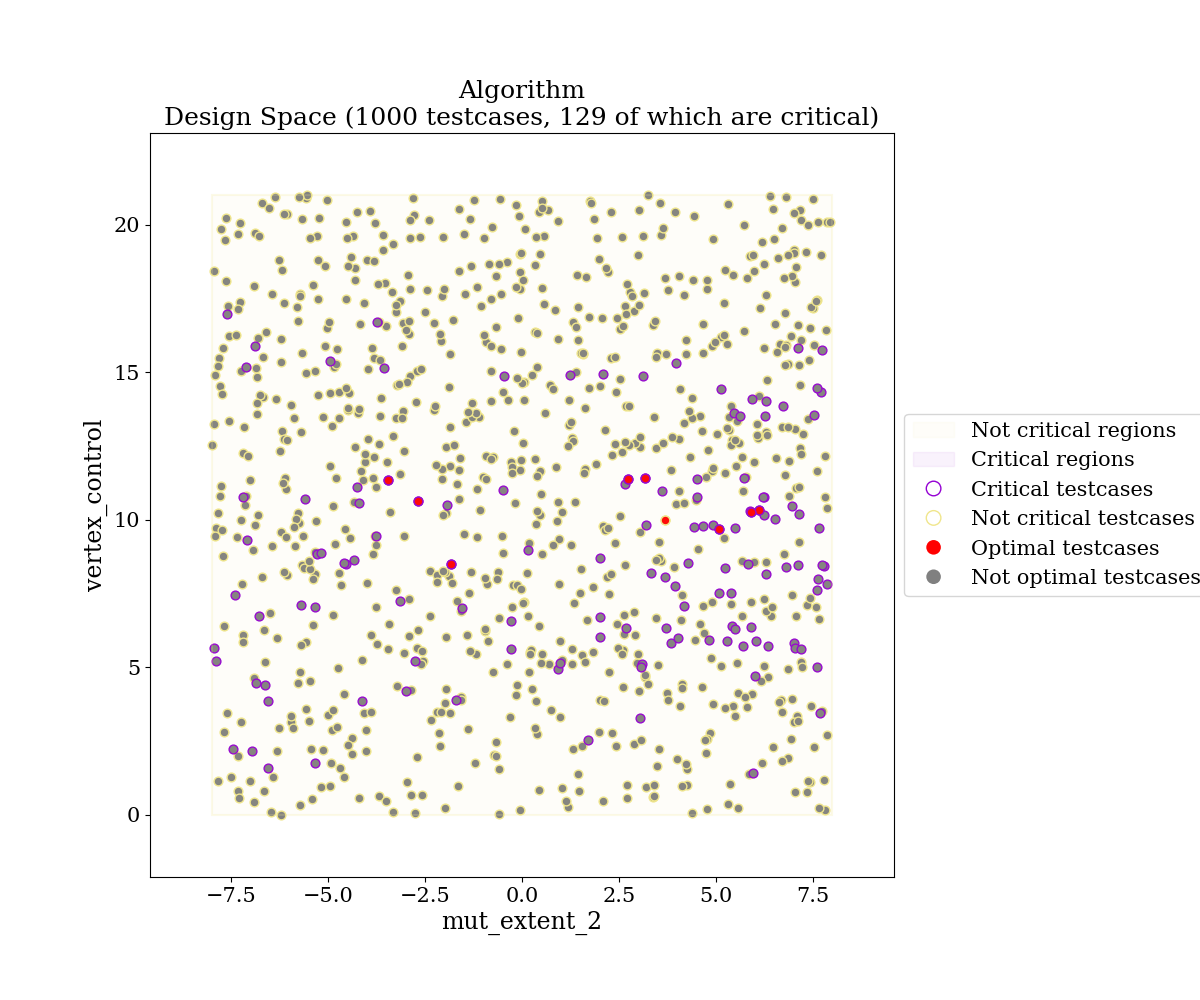 Algorithm
Design Space (1000 testcases, 129 of which are critical)
20
15
10
5
0
vertex_control
−7.5
−5.0
−2.5
0.0
2.5
5.0
7.5
mut_extent_2
Not critical regions
Critical regions
Critical testcases
Not critical testcases
Optimal testcases
Not optimal testcases